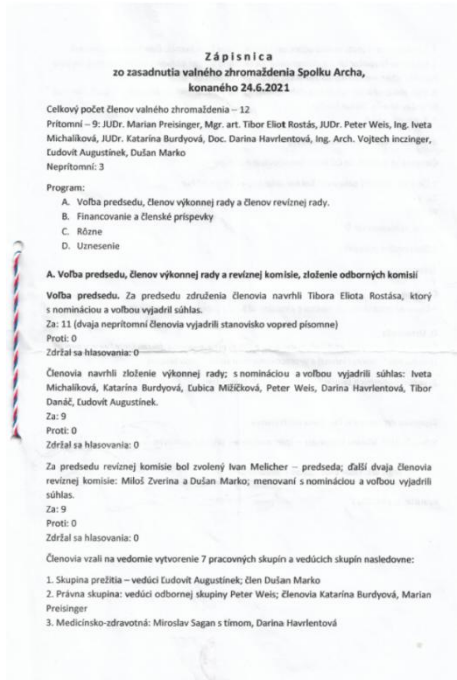 Zápisnica
zo zasadnutia valného zhromaždenia Spolku Archa,
konaného 24.6.2021
Celkový počet členov valného zhromaždenia – 12
Prítomní – 9: JUDr. Marian Preisinger, Mgr. art. Tibor Eliot Rostás, JUDr. Peter Weis, Ing. Iveta
Michalíková, JUDr. Katarína Burdyová, Doc. Darina Havrlentová, Ing. Arch. Vojtech inczinger,
Ľudovít Augustínek, Dušan Marko
Neprítomní: 3
Program:
A. Voľba predsedu, členov výkonnej rady a členov revíznej rady.
B. Financovanie a členské príspevky
C. Rôzne
D. Uznesenie
A. Voľba predsedu, členov výkonnej rady a revíznej komisie, zloženie odborných komisií
Voľba predsedu. Za predsedu združenia členovia navrhli Tibora Eliota Rostása, ktorý
s nomináciou a voľbou vyjadril súhlas.
Za: 11 (dvaja neprítomní členovia vyjadrili stanovisko vopred písomne)
Proti: 0
Zdržal sa hlasovania: 0
Členovia navrhli zloženie výkonnej rady; s nomináciou a voľbou vyjadrili súhlas: Iveta
Michalíková, Katarína Burdyová, Ľubica Mižíčková, Peter Weis, Darina Havrlentová, Tibor
Danáč, Ľudovít Augustínek.
Za: 9
Proti: 0
Zdržal sa hlasovania: 0
Za predsedu revíznej komisie bol zvolený Ivan Melicher – predseda; ďalší dvaja členovia
revíznej komisie: Miloš Zverina a Dušan Marko; menovaní s nomináciou a voľbou vyjadrili
súhlas.
Za: 9
Proti: 0
Zdržal sa hlasovania: 0
Členovia vzali na vedomie vytvorenie 7 pracovných skupín a vedúcich skupín nasledovne:
1. Skupina prežitia – vedúci Ľudovít Augustínek; člen Dušan Marko
2. Právna skupina: vedúci odbornej skupiny Peter Weis; členovia Katarína Burdyová, Marian
Preisinger
3. Medicínsko-zdravotná: Miroslav Sagan s tímom, Darina Havrlentová